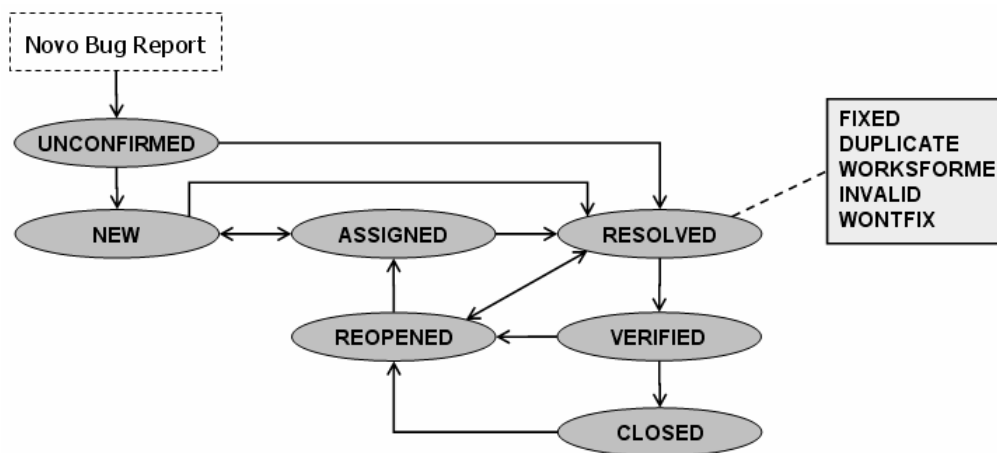 Novo Bug Report
UNCONFIRMED
NEW
ASSIGNED
RESOLVED
REOPENED
VERIFIED
CLOSED
FIXED
DUPLICATE
WORKSFORME
INVALID
WONTFIX